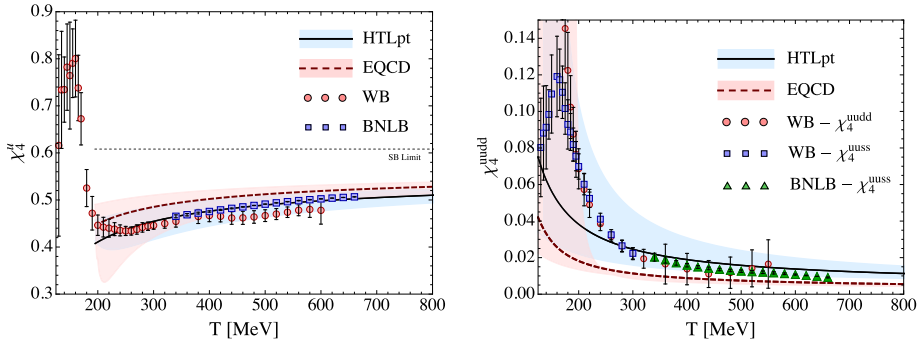 0.9
0.8
0.7
0.6
0.5
0.4
0.3
χ₄ᵘ
HTLpt
EQCD
WB
BNLB
SB Limit
200 300 400 500 600 700 800
T [MeV]
0.14
0.12
0.10
0.08
0.06
0.04
0.02
0.00
χ₄ᵘᵘᵈᵈ
HTLpt
EQCD
WB – χ₄ᵘᵘᵈᵈ
WB – χ₄ᵘᵘˢˢ
BNLB – χ₄ᵘᵘˢˢ
200 300 400 500 600 700 800
T [MeV]